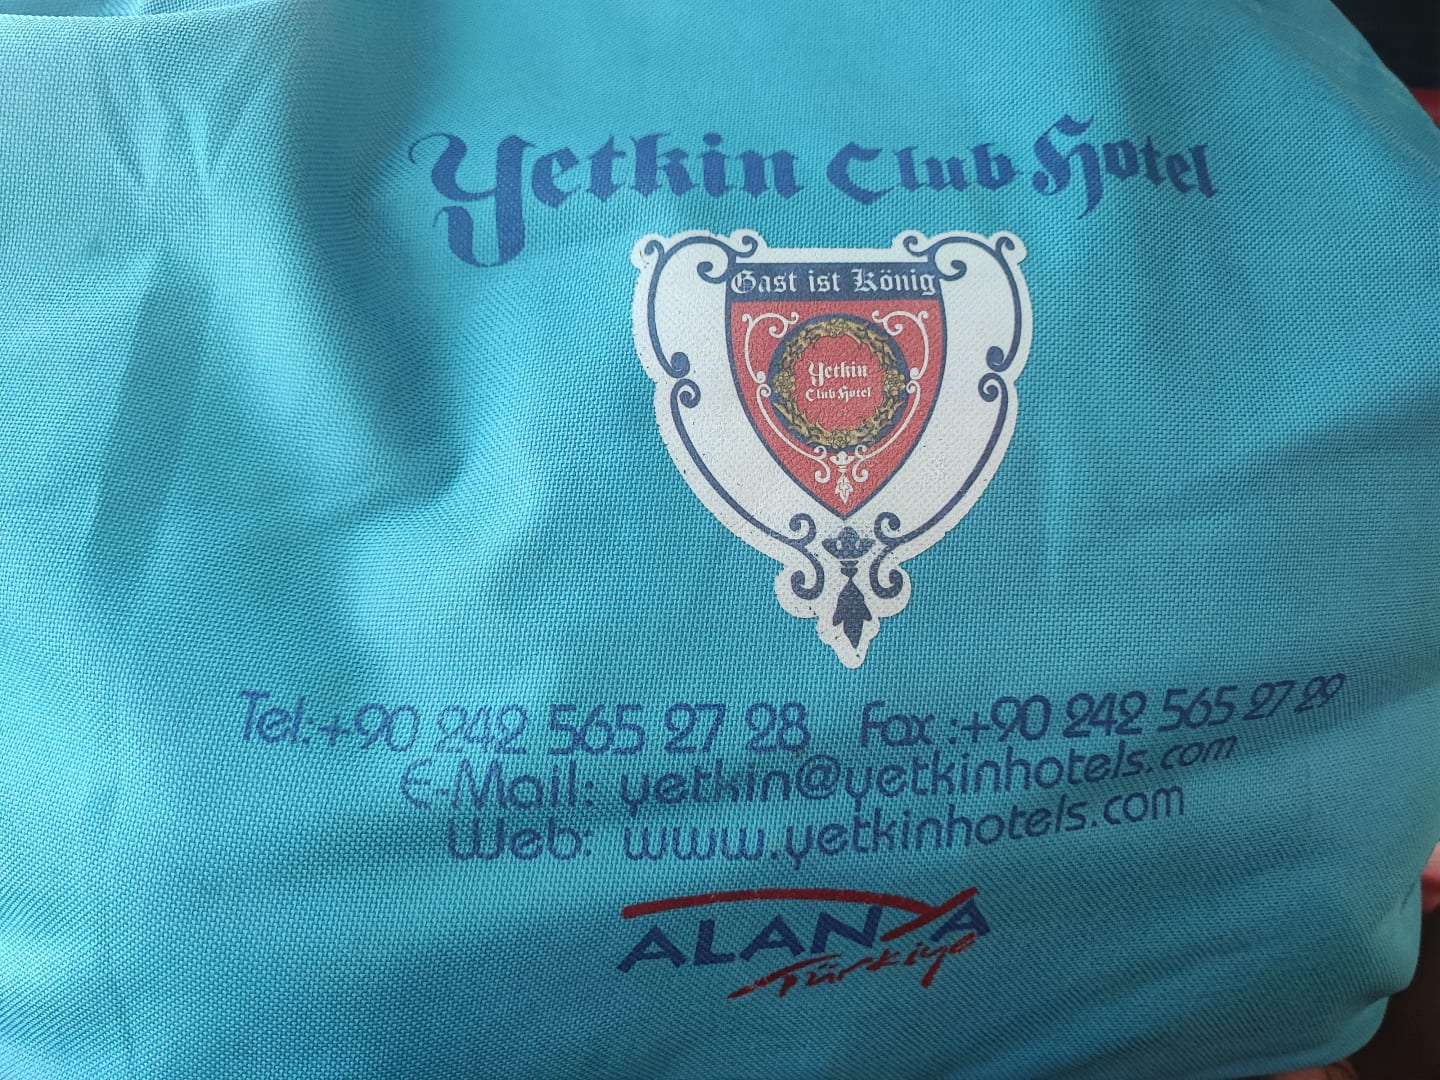 Yetkin Club Hotel
Gast ist König
Yetkin
Club Hotel
Tel.:+90 242 565 27 28 Fax :+90 242 565 27 29
E-Mail: yetkin@yetkinhotels.com
Web: www.yetkinhotels.com
ALANYA
Türkiye